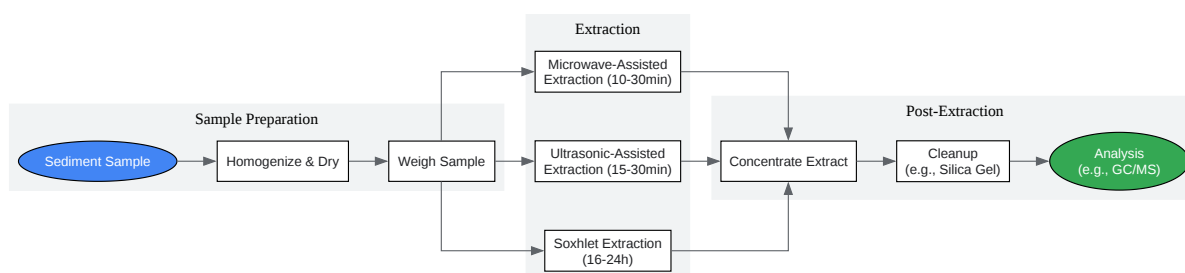 Extraction
Microwave-Assisted
Extraction (10-30min)
Sample Preparation
Post-Extraction
Sediment Sample
Homogenize & Dry
Weigh Sample
Ultrasonic-Assisted
Extraction (15-30min)
Concentrate Extract
Cleanup
(e.g., Silica Gel)
Analysis
(e.g., GC/MS)
Soxhlet Extraction
(16-24h)